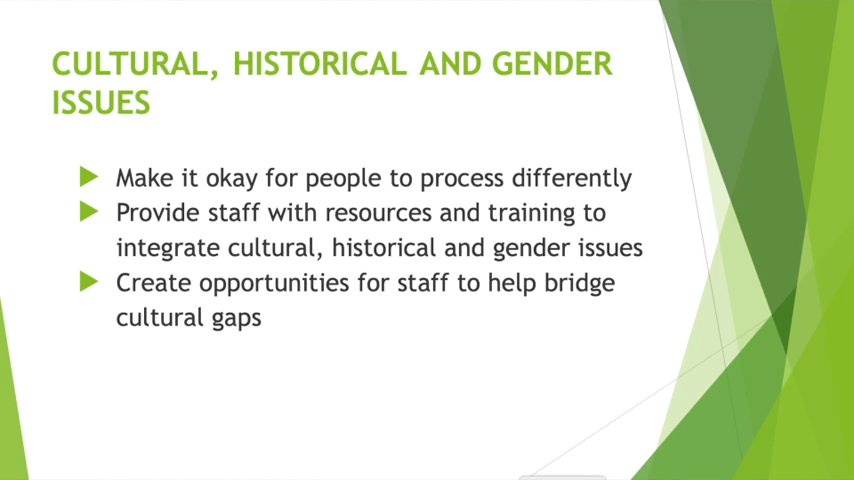 CULTURAL, HISTORICAL AND GENDER
ISSUES
Make it okay for people to process differently
Provide staff with resources and training to
integrate cultural, historical and gender issues
Create opportunities for staff to help bridge
cultural gaps